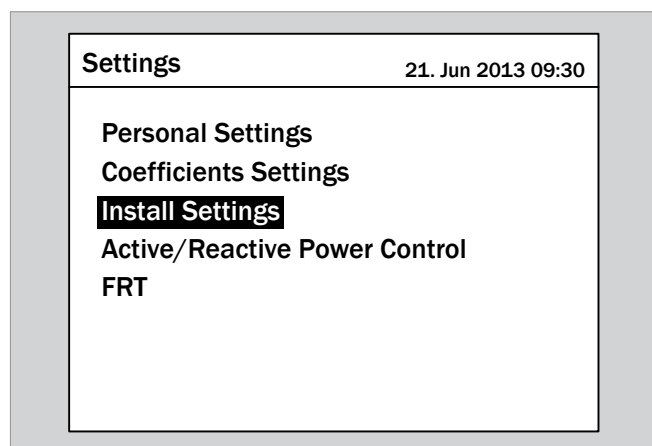 Settings 21. Jun 2013 09:30
Personal Settings
Coefficients Settings
Install Settings
Active/Reactive Power Control
FRT